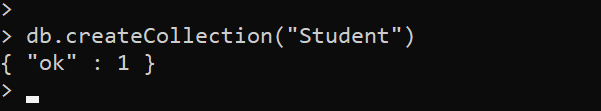 >
> db.createCollection("Student")
{ "ok" : 1 }
>